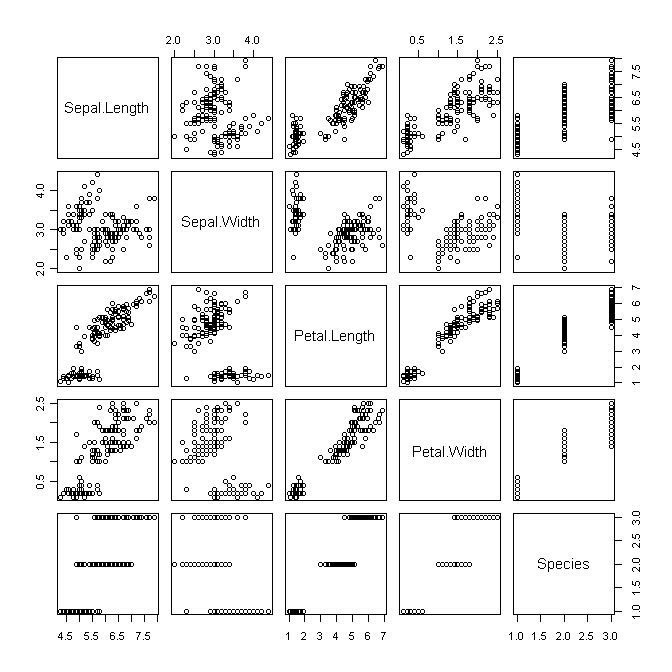 2.0 3.0 4.0 0.5 1.5 2.5
Sepal.Length
4.5 5.5 6.5 7.5
2.0 3.0 4.0
Sepal.Width
Petal.Length
1 2 3 4 5 6 7
0.5 1.5 2.5
Petal.Width
Species
1.0 1.5 2.0 2.5 3.0
4.5 5.5 6.5 7.5 1 2 3 4 5 6 7 1.0 1.5 2.0 2.5 3.0